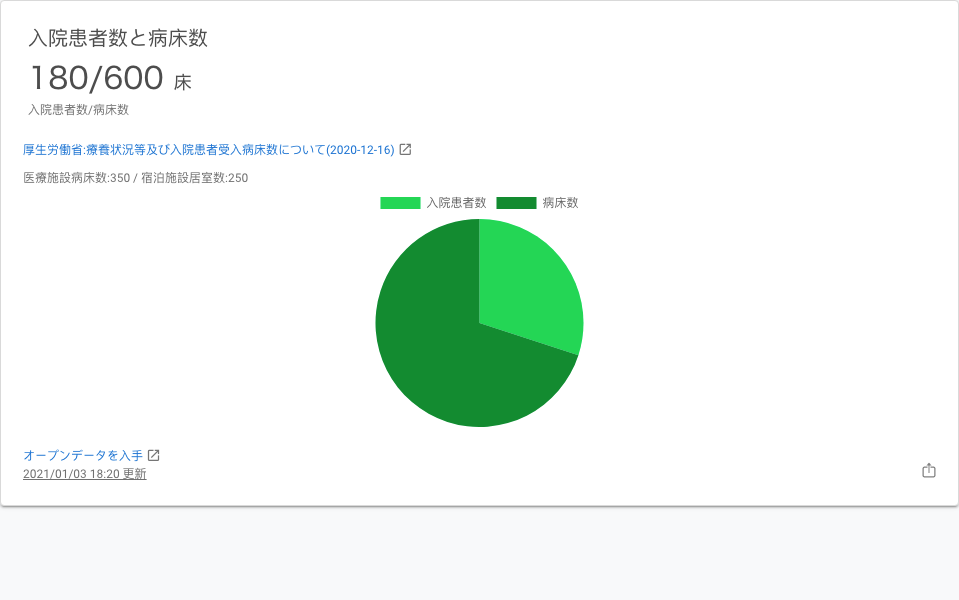 入院患者数と病床数
180/600 床
入院患者数/病床数
厚生労働省:療養状況等及び入院患者受入病床数について(2020-12-16)
医療施設病床数:350 / 宿泊施設居室数:250
入院患者数 病床数
オープンデータを入手
2021/01/03 18:20 更新